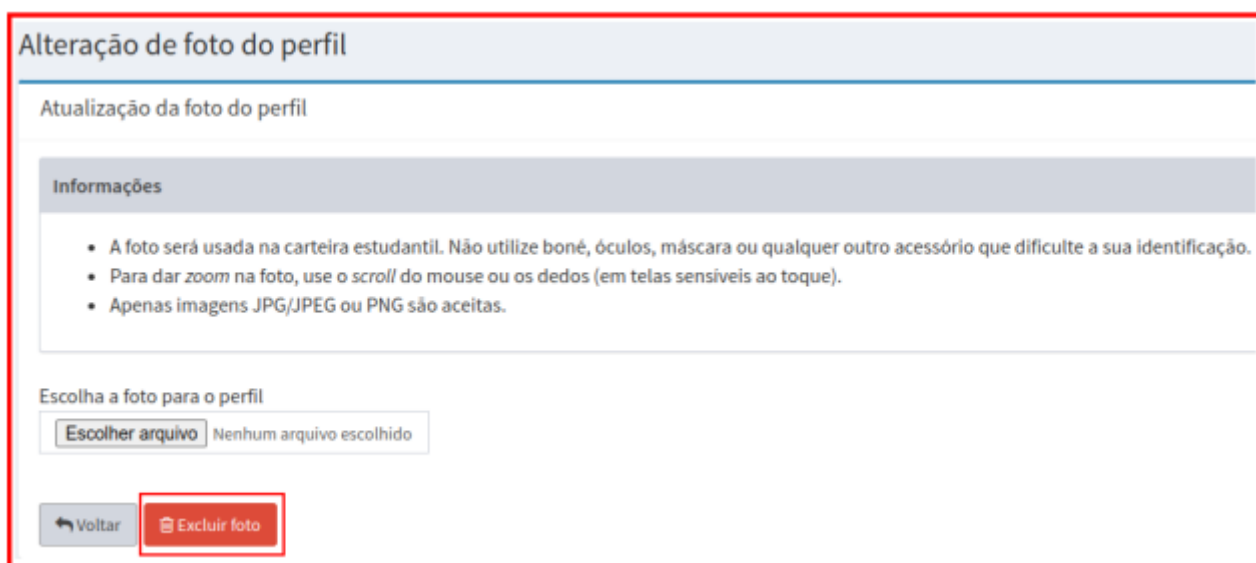 Alteração de foto do perfil
Atualização da foto do perfil
Informações
A foto será usada na carteira estudantil. Não utilize boné, óculos, máscara ou qualquer outro acessório que dificulte a sua identificação.
Para dar zoom na foto, use o scroll do mouse ou os dedos (em telas sensíveis ao toque).
Apenas imagens JPG/JPEG ou PNG são aceitas.
Escolha a foto para o perfil
Escolher arquivo Nenhum arquivo escolhido
Voltar Excluir foto